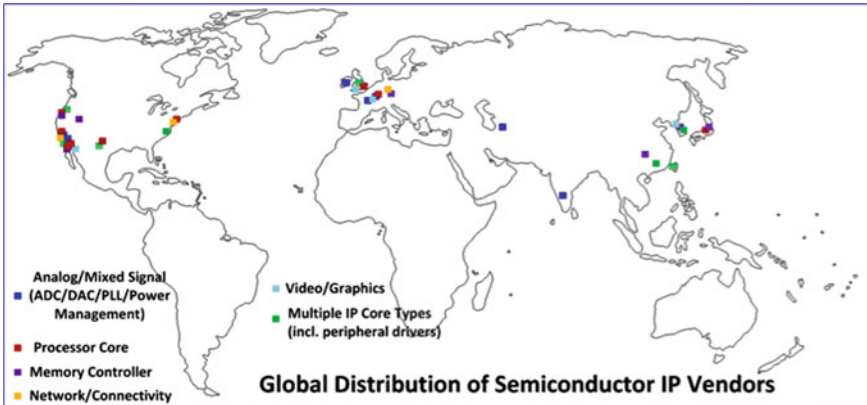 Analog/Mixed Signal
(ADC/DAC/PLL/Power
Management)
Processor Core
Memory Controller
Network/Connectivity
Video/Graphics
Multiple IP Core Types
(incl. peripheral drivers)
Global Distribution of Semiconductor IP Vendors